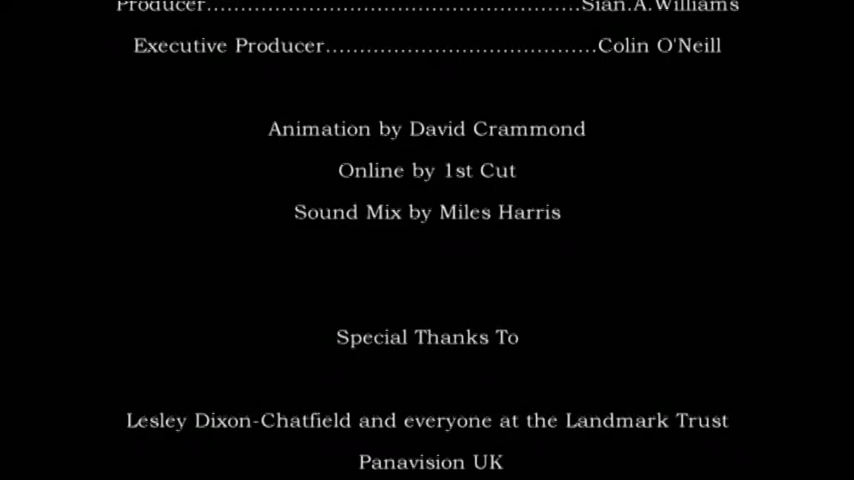 Producer.......................................................Sian.A.Williams
Executive Producer........................................Colin O'Neill
Animation by David Crammond
Online by 1st Cut
Sound Mix by Miles Harris
Special Thanks To
Lesley Dixon-Chatfield and everyone at the Landmark Trust
Panavision UK